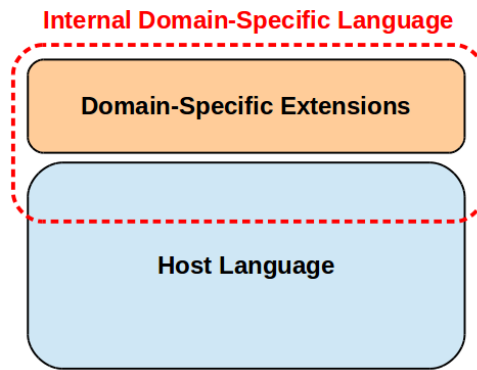 Internal Domain-Specific Language
Domain-Specific Extensions
Host Language